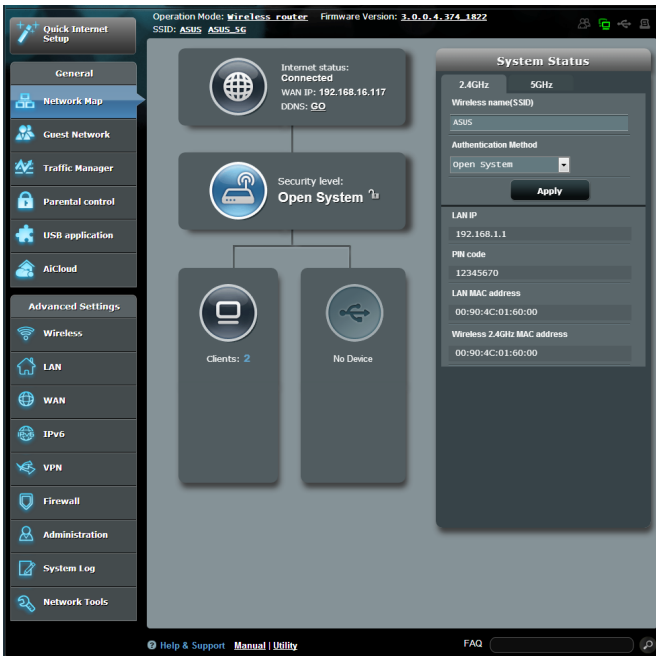 Quick Internet
Setup
Operation Mode: Wireless router Firmware Version: 3.0.0.4.374_1822
SSID: ASUS ASUS_5G
General
Network Map
Guest Network
Traffic Manager
Parental control
USB application
AiCloud
Advanced Settings
Wireless
LAN
WAN
IPv6
IPv6
VPN
Firewall
Administration
System Log
Network Tools
Internet status:
Connected
WAN IP: 192.168.16.117
DDNS: GO
Security level:
Open System
Clients: 2
No Device
System Status
2.4GHz 5GHz
Wireless name(SSID)
ASUS
Authentication Method
Open System
Apply
LAN IP
192.168.1.1
PIN code
12345670
LAN MAC address
00:90:4C:01:60:00
Wireless 2.4GHz MAC address
00:90:4C:01:60:00
? Help & Support Manual | Utility
FAQ